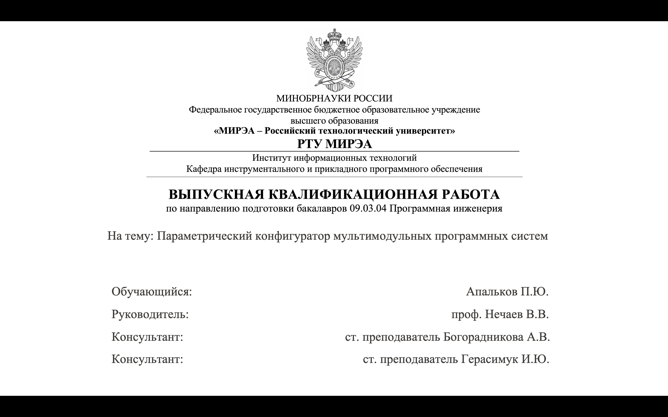 МИНОБРНАУКИ РОССИИ
Федеральное государственное бюджетное образовательное учреждение
высшего образования
«МИРЭА – Российский технологический университет»
РТУ МИРЭА
Институт информационных технологий
Кафедра инструментального и прикладного программного обеспечения
ВЫПУСКНАЯ КВАЛИФИКАЦИОННАЯ РАБОТА
по направлению подготовки бакалавров 09.03.04 Программная инженерия
На тему: Параметрический конфигуратор мультимодульных программных систем
Обучающийся: Апальков П.Ю.
Руководитель: проф. Нечаев В.В.
Консультант: ст. преподаватель Богорадникова А.В.
Консультант: ст. преподаватель Герасимук И.Ю.